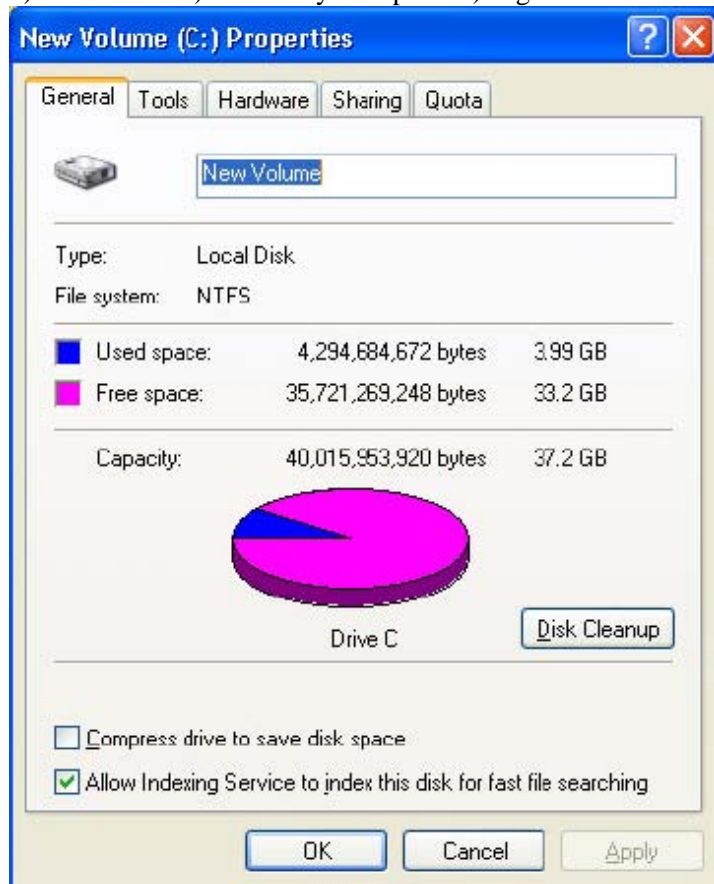 New Volume (C:) Properties
General Tools Hardware Sharing Quota
New Volume
Type: Local Disk
File system: NTFS
Used space: 4,294,684,672 bytes 3.99 GB
Free space: 35,721,269,248 bytes 33.2 GB
Capacity: 40,015,953,920 bytes 37.2 GB
Drive C
Disk Cleanup
Compress drive to save disk space
Allow Indexing Service to index this disk for fast file searching
OK Cancel Apply